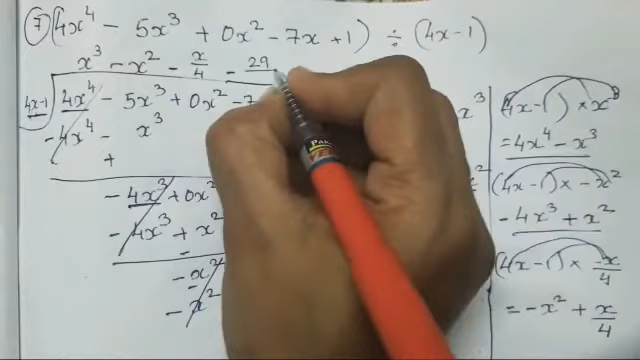 7 (4x⁴ - 5x³ + 0x² - 7x + 1) ÷ (4x-1)
x³ - x² - x/4 - 29
4x-1 4x⁴ - 5x³ + 0x² - 7
- 4x⁴ - x³
+
- 4x³ + 0x²
- 4x³ + x²
-
- x²
-
- x²
x³
x²
(4x-1) × x³
= 4x⁴ - x³
(4x-1) × -x²
- 4x³ + x²
(4x-1) × -x/4
= -x² + x/4